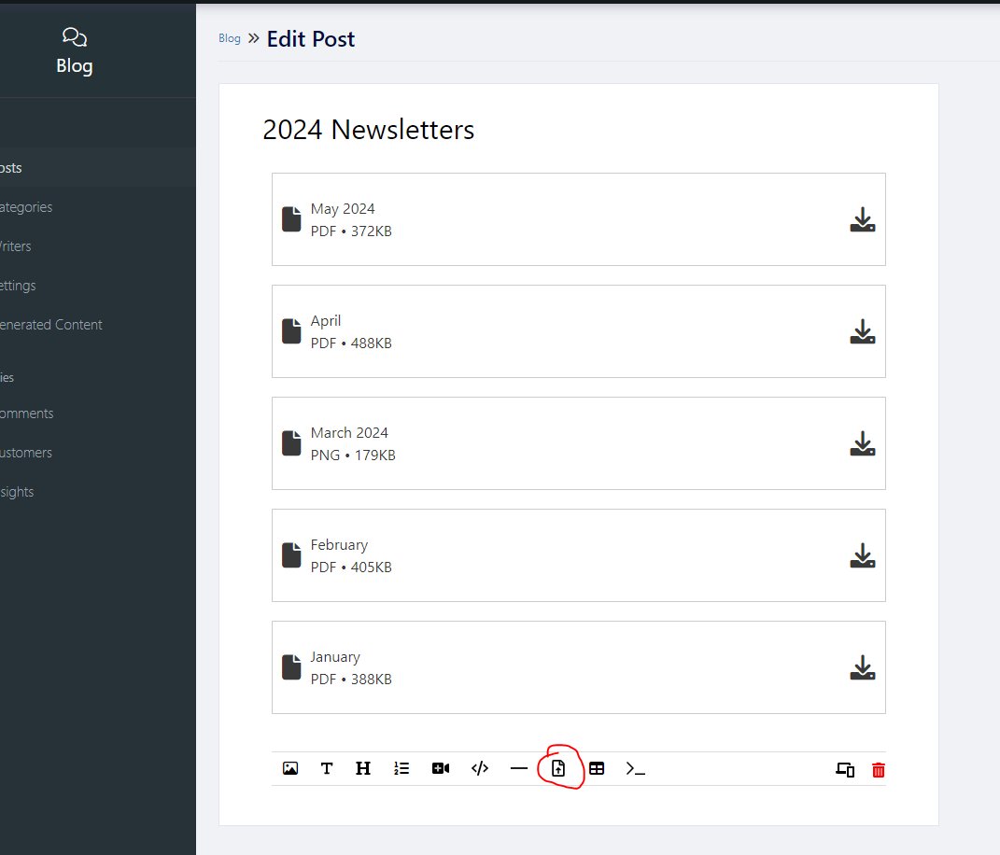 Blog
Blog » Edit Post
osts
ategories
riters
ettings
enerated Content
ies
omments
ustomers
sights
2024 Newsletters
May 2024
PDF • 372KB
April
PDF • 488KB
March 2024
PNG • 179KB
February
PDF • 405KB
January
PDF • 388KB